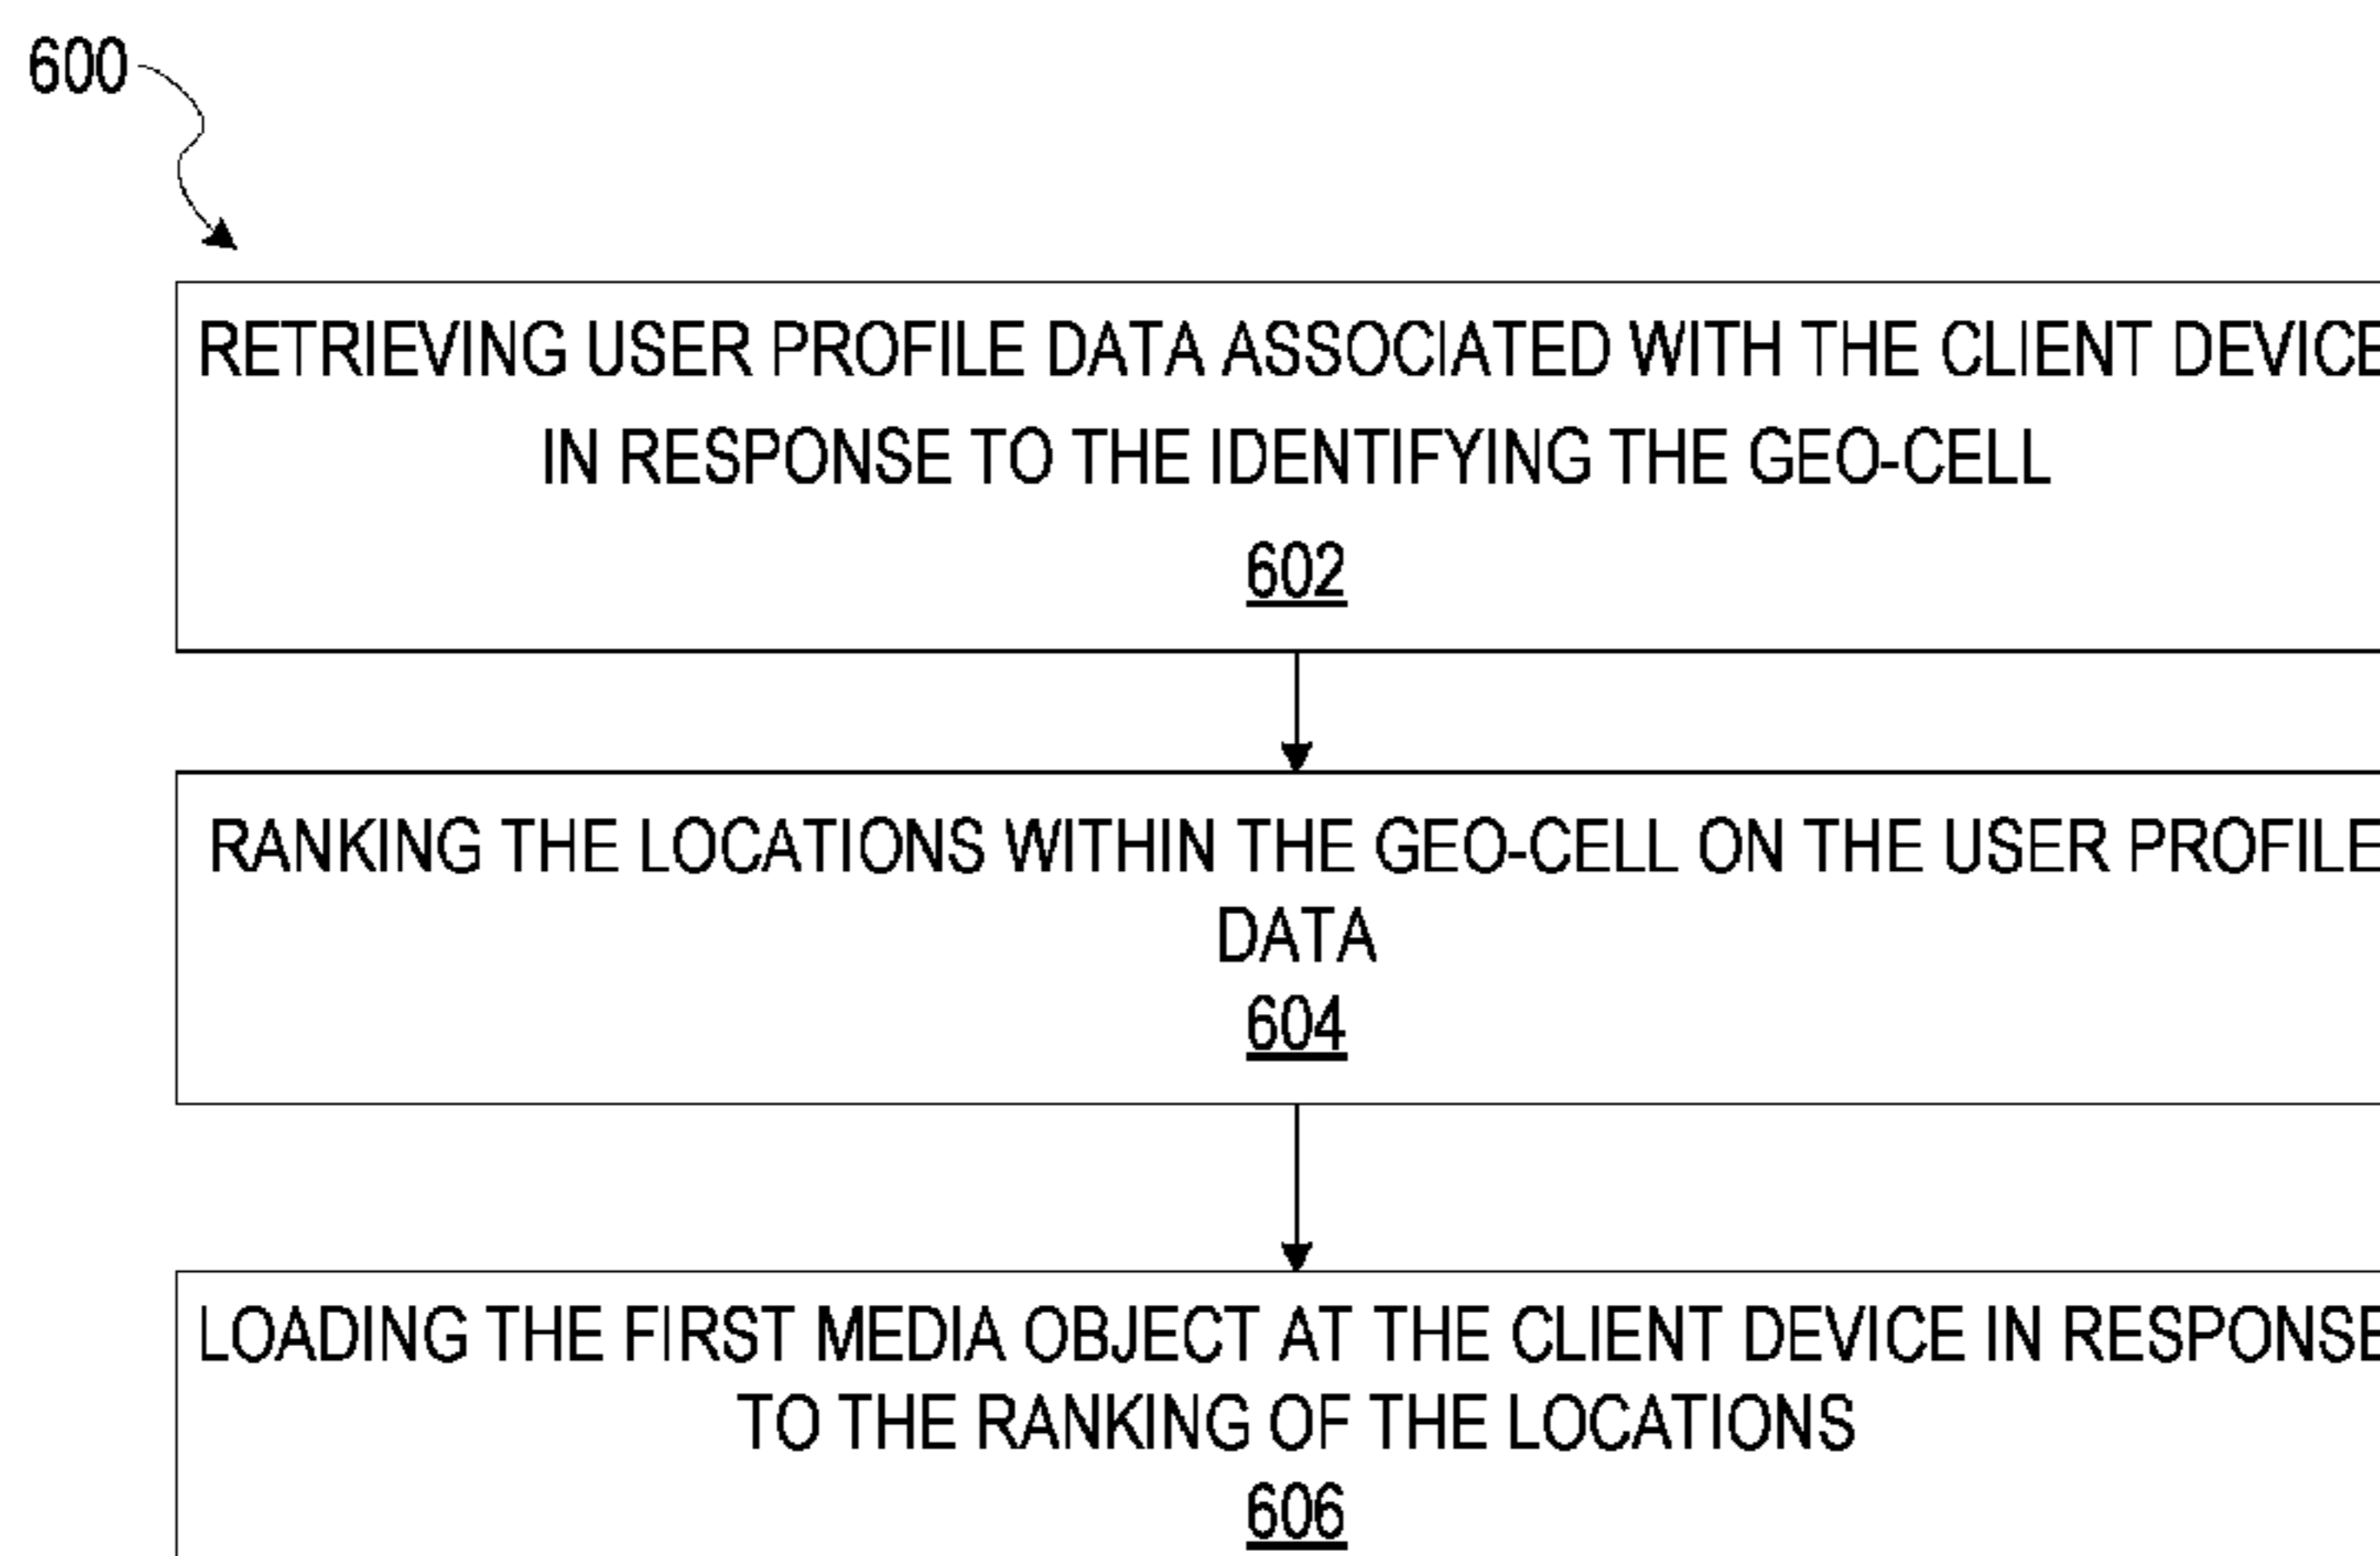 600
RETRIEVING USER PROFILE DATA ASSOCIATED WITH THE CLIENT DEVICE
IN RESPONSE TO THE IDENTIFYING THE GEO-CELL
602
RANKING THE LOCATIONS WITHIN THE GEO-CELL ON THE USER PROFILE
DATA
604
LOADING THE FIRST MEDIA OBJECT AT THE CLIENT DEVICE IN RESPONSE
TO THE RANKING OF THE LOCATIONS
606